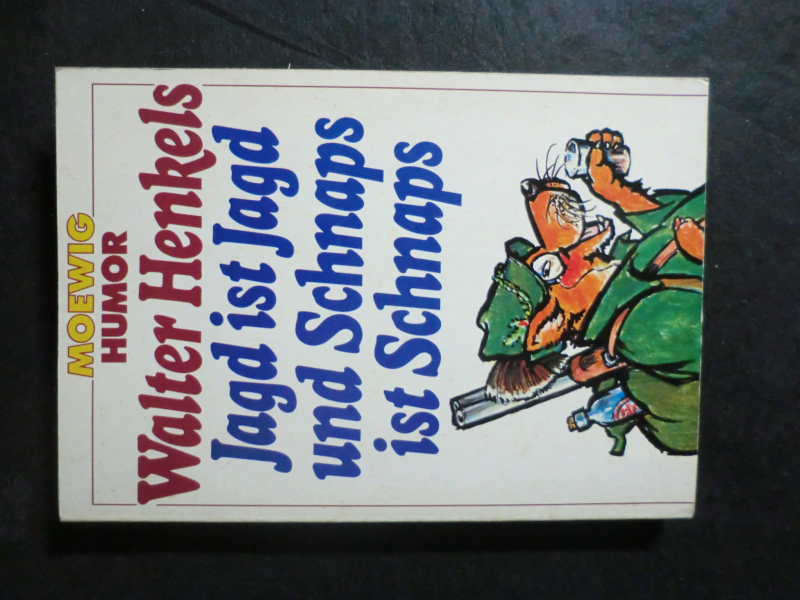 MOEWIG
HUMOR
Walter Henkels
Jagd ist Jagd
und Schnaps
ist Schnaps